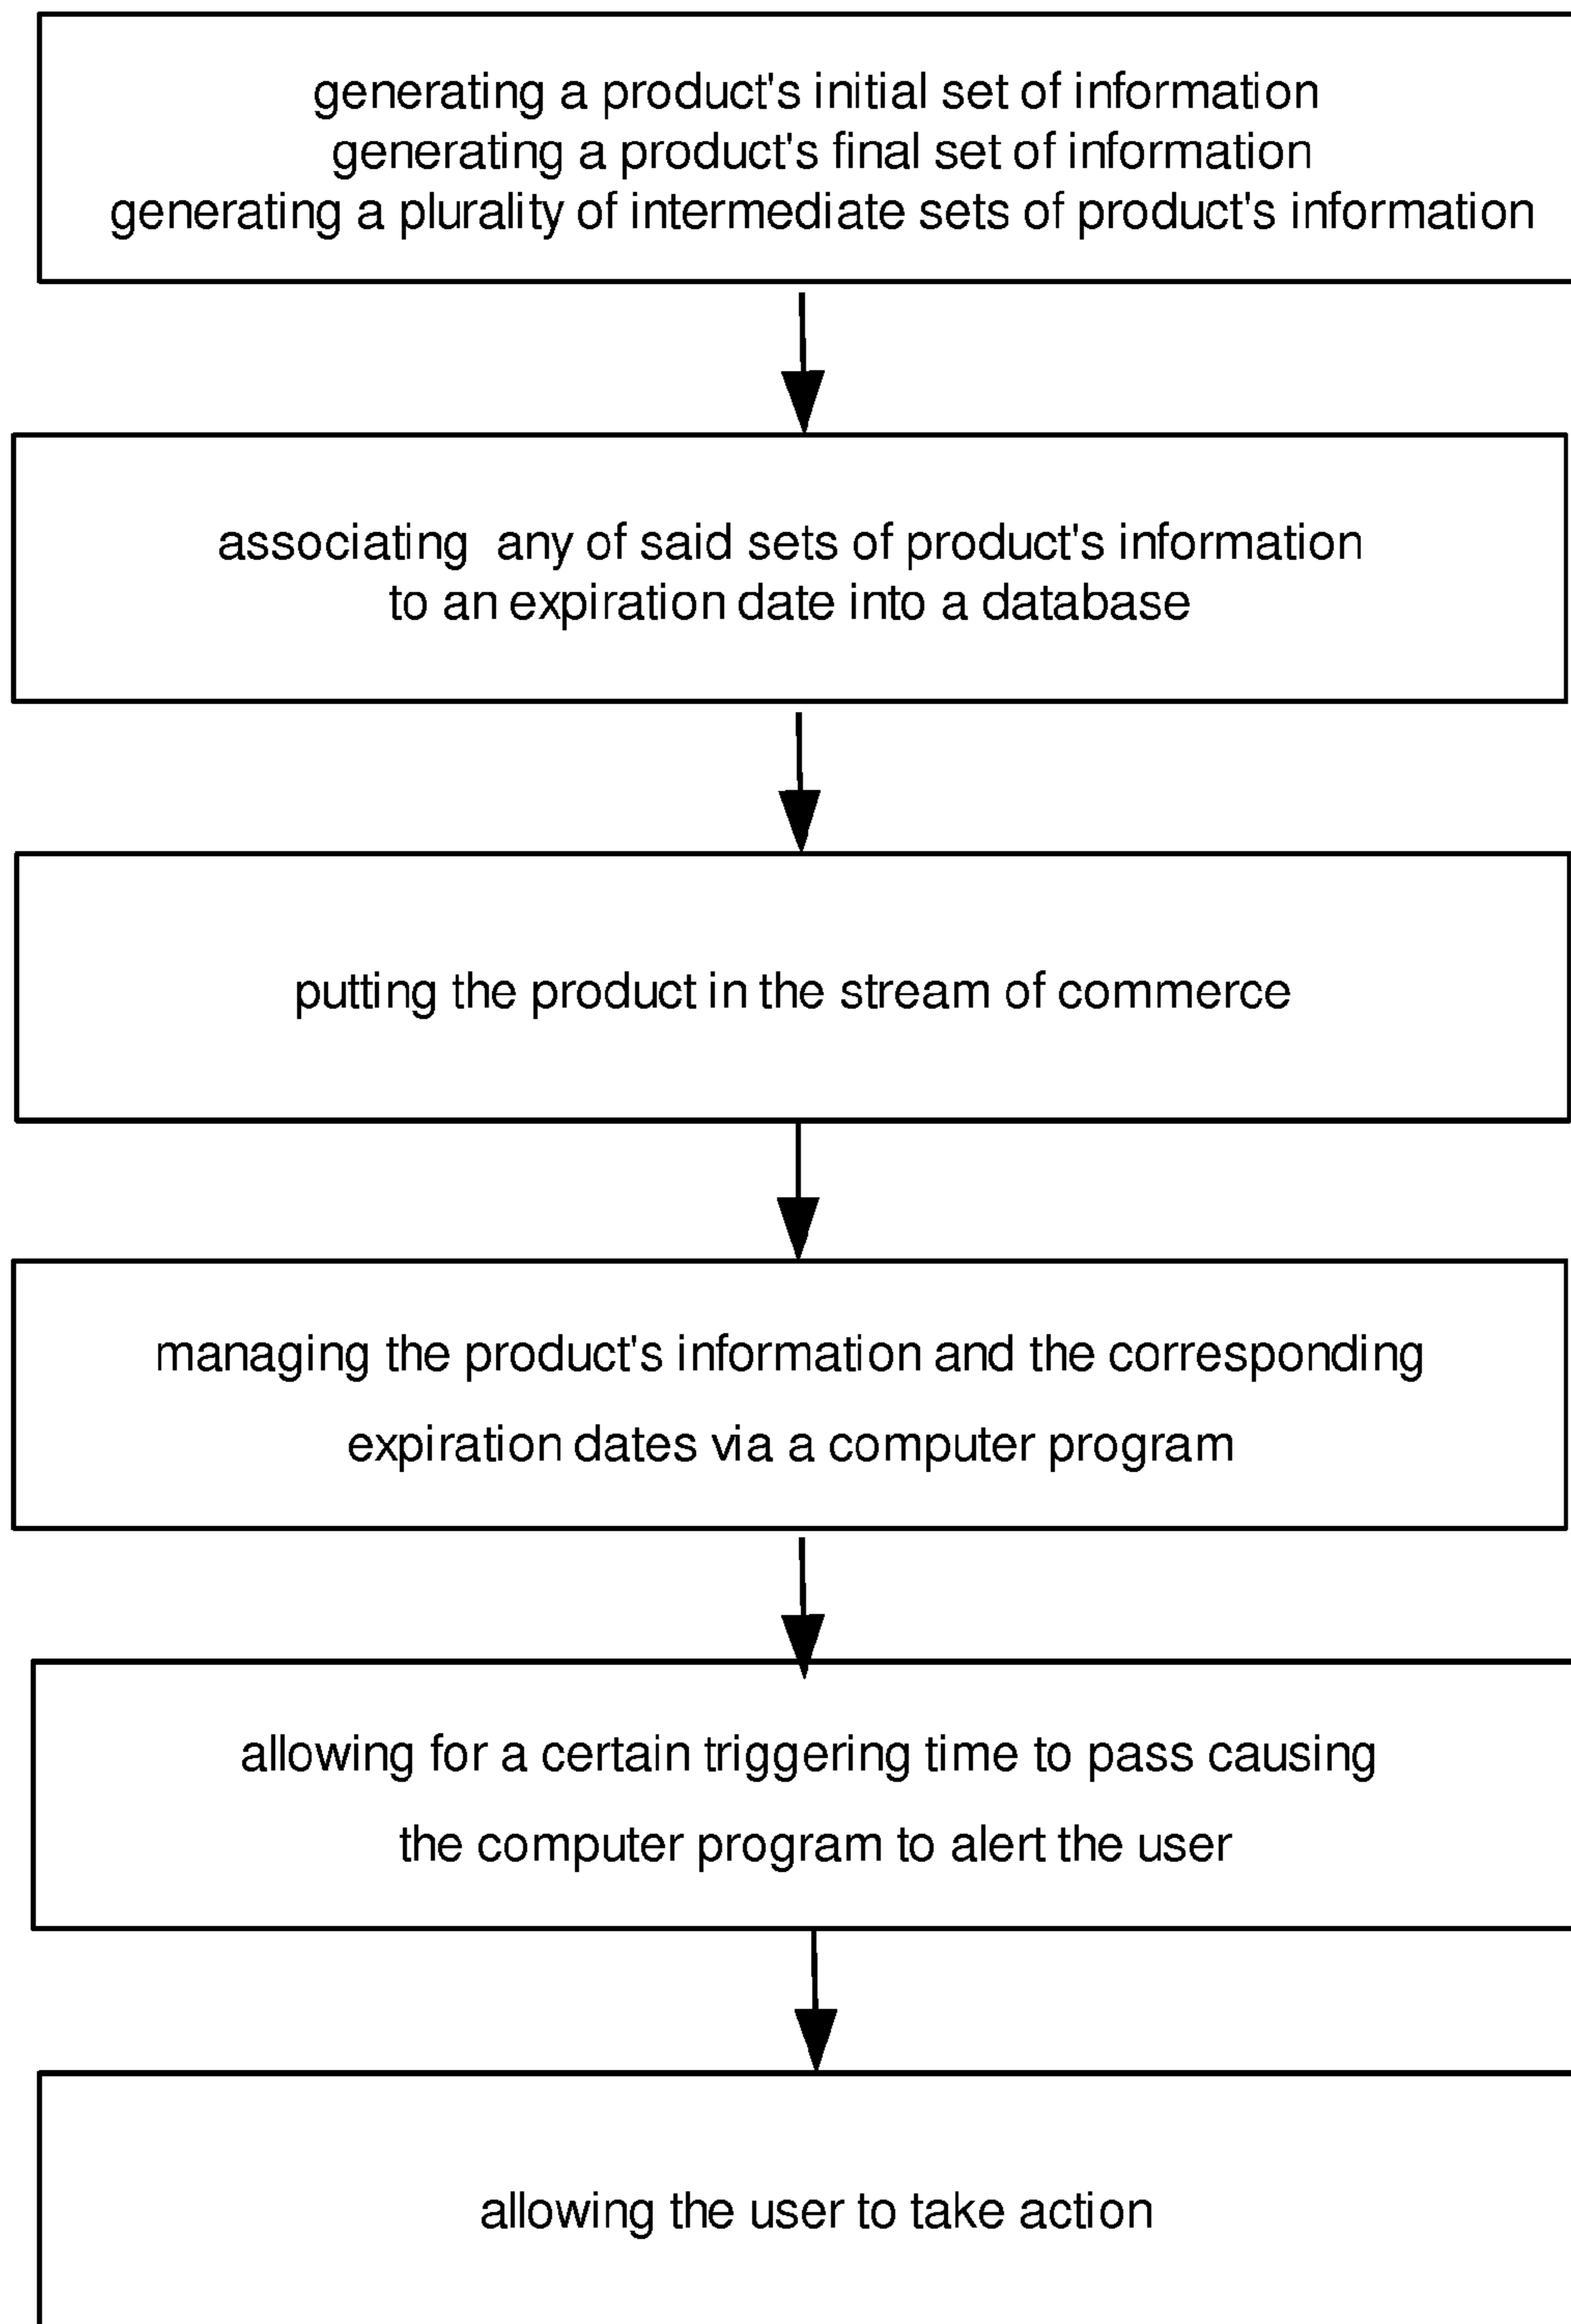 generating a product's initial set of information
generating a product's final set of information
generating a plurality of intermediate sets of product's information
associating any of said sets of product's information
to an expiration date into a database
putting the product in the stream of commerce
managing the product's information and the corresponding
expiration dates via a computer program
allowing for a certain triggering time to pass causing
the computer program to alert the user
allowing the user to take action